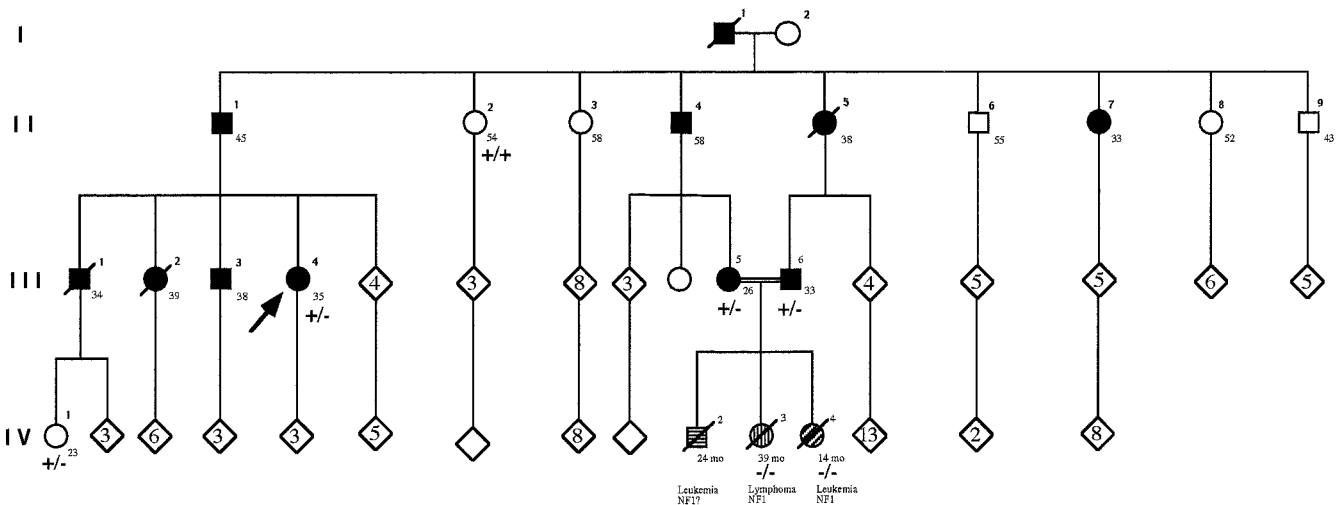 I 1 2
II 1 2 3 4 5 6 7 8 9
45 54 58 58 38 55 33 52 43
+/+
III 1 2 3 4 4 3 8 3 5 6 4 5 5 6 5
34 39 38 35 26 33
+/- +/- +/-
IV 1 3 6 3 3 5 8 2 3 4 13 2 8
23 24 mo 39 mo 14 mo
+/- -/- -/-
Leukemia Lymphoma Leukemia
NF1? NF1 NF1